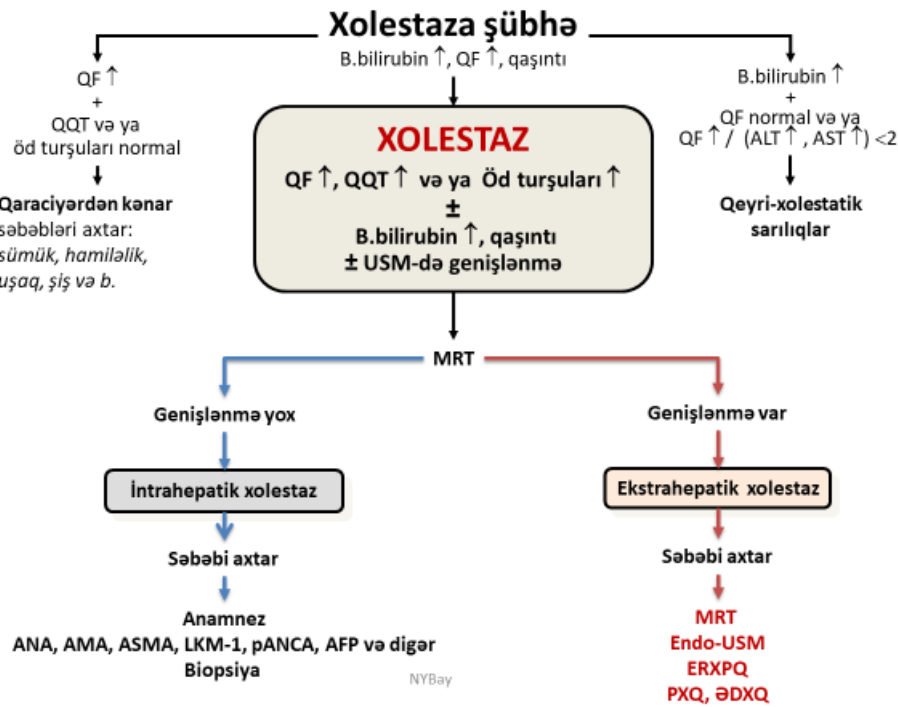 Xolestaza şübhə
B.bilirubin ↑, QF ↑, qaşıntı
QF ↑
+
QQT və ya
öd turşuları normal
Qaraciyərdən kənar
səbəbləri axtar:
sümük, hamiləlik,
uşaq, şiş və b.
XOLESTAZ
QF ↑, QQT ↑ və ya Öd turşuları ↑
±
B.bilirubin ↑, qaşıntı
± USM-də genişlənmə
B.bilirubin ↑
+
QF normal və ya
QF ↑ / (ALT ↑, AST ↑) <2
Qeyri-xolestatik
sarılıqlar
MRT
Genişlənmə yox
İntrahepatik xolestaz
Səbəbi axtar
Anamnez
ANA, AMA, ASMA, LKM-1, pANCA, AFP və digər
Biopsiya
Genişlənmə var
Ekstrahepatik xolestaz
Səbəbi axtar
MRT
Endo-USM
ERXPQ
PXQ, ƏDXQ
NYBay